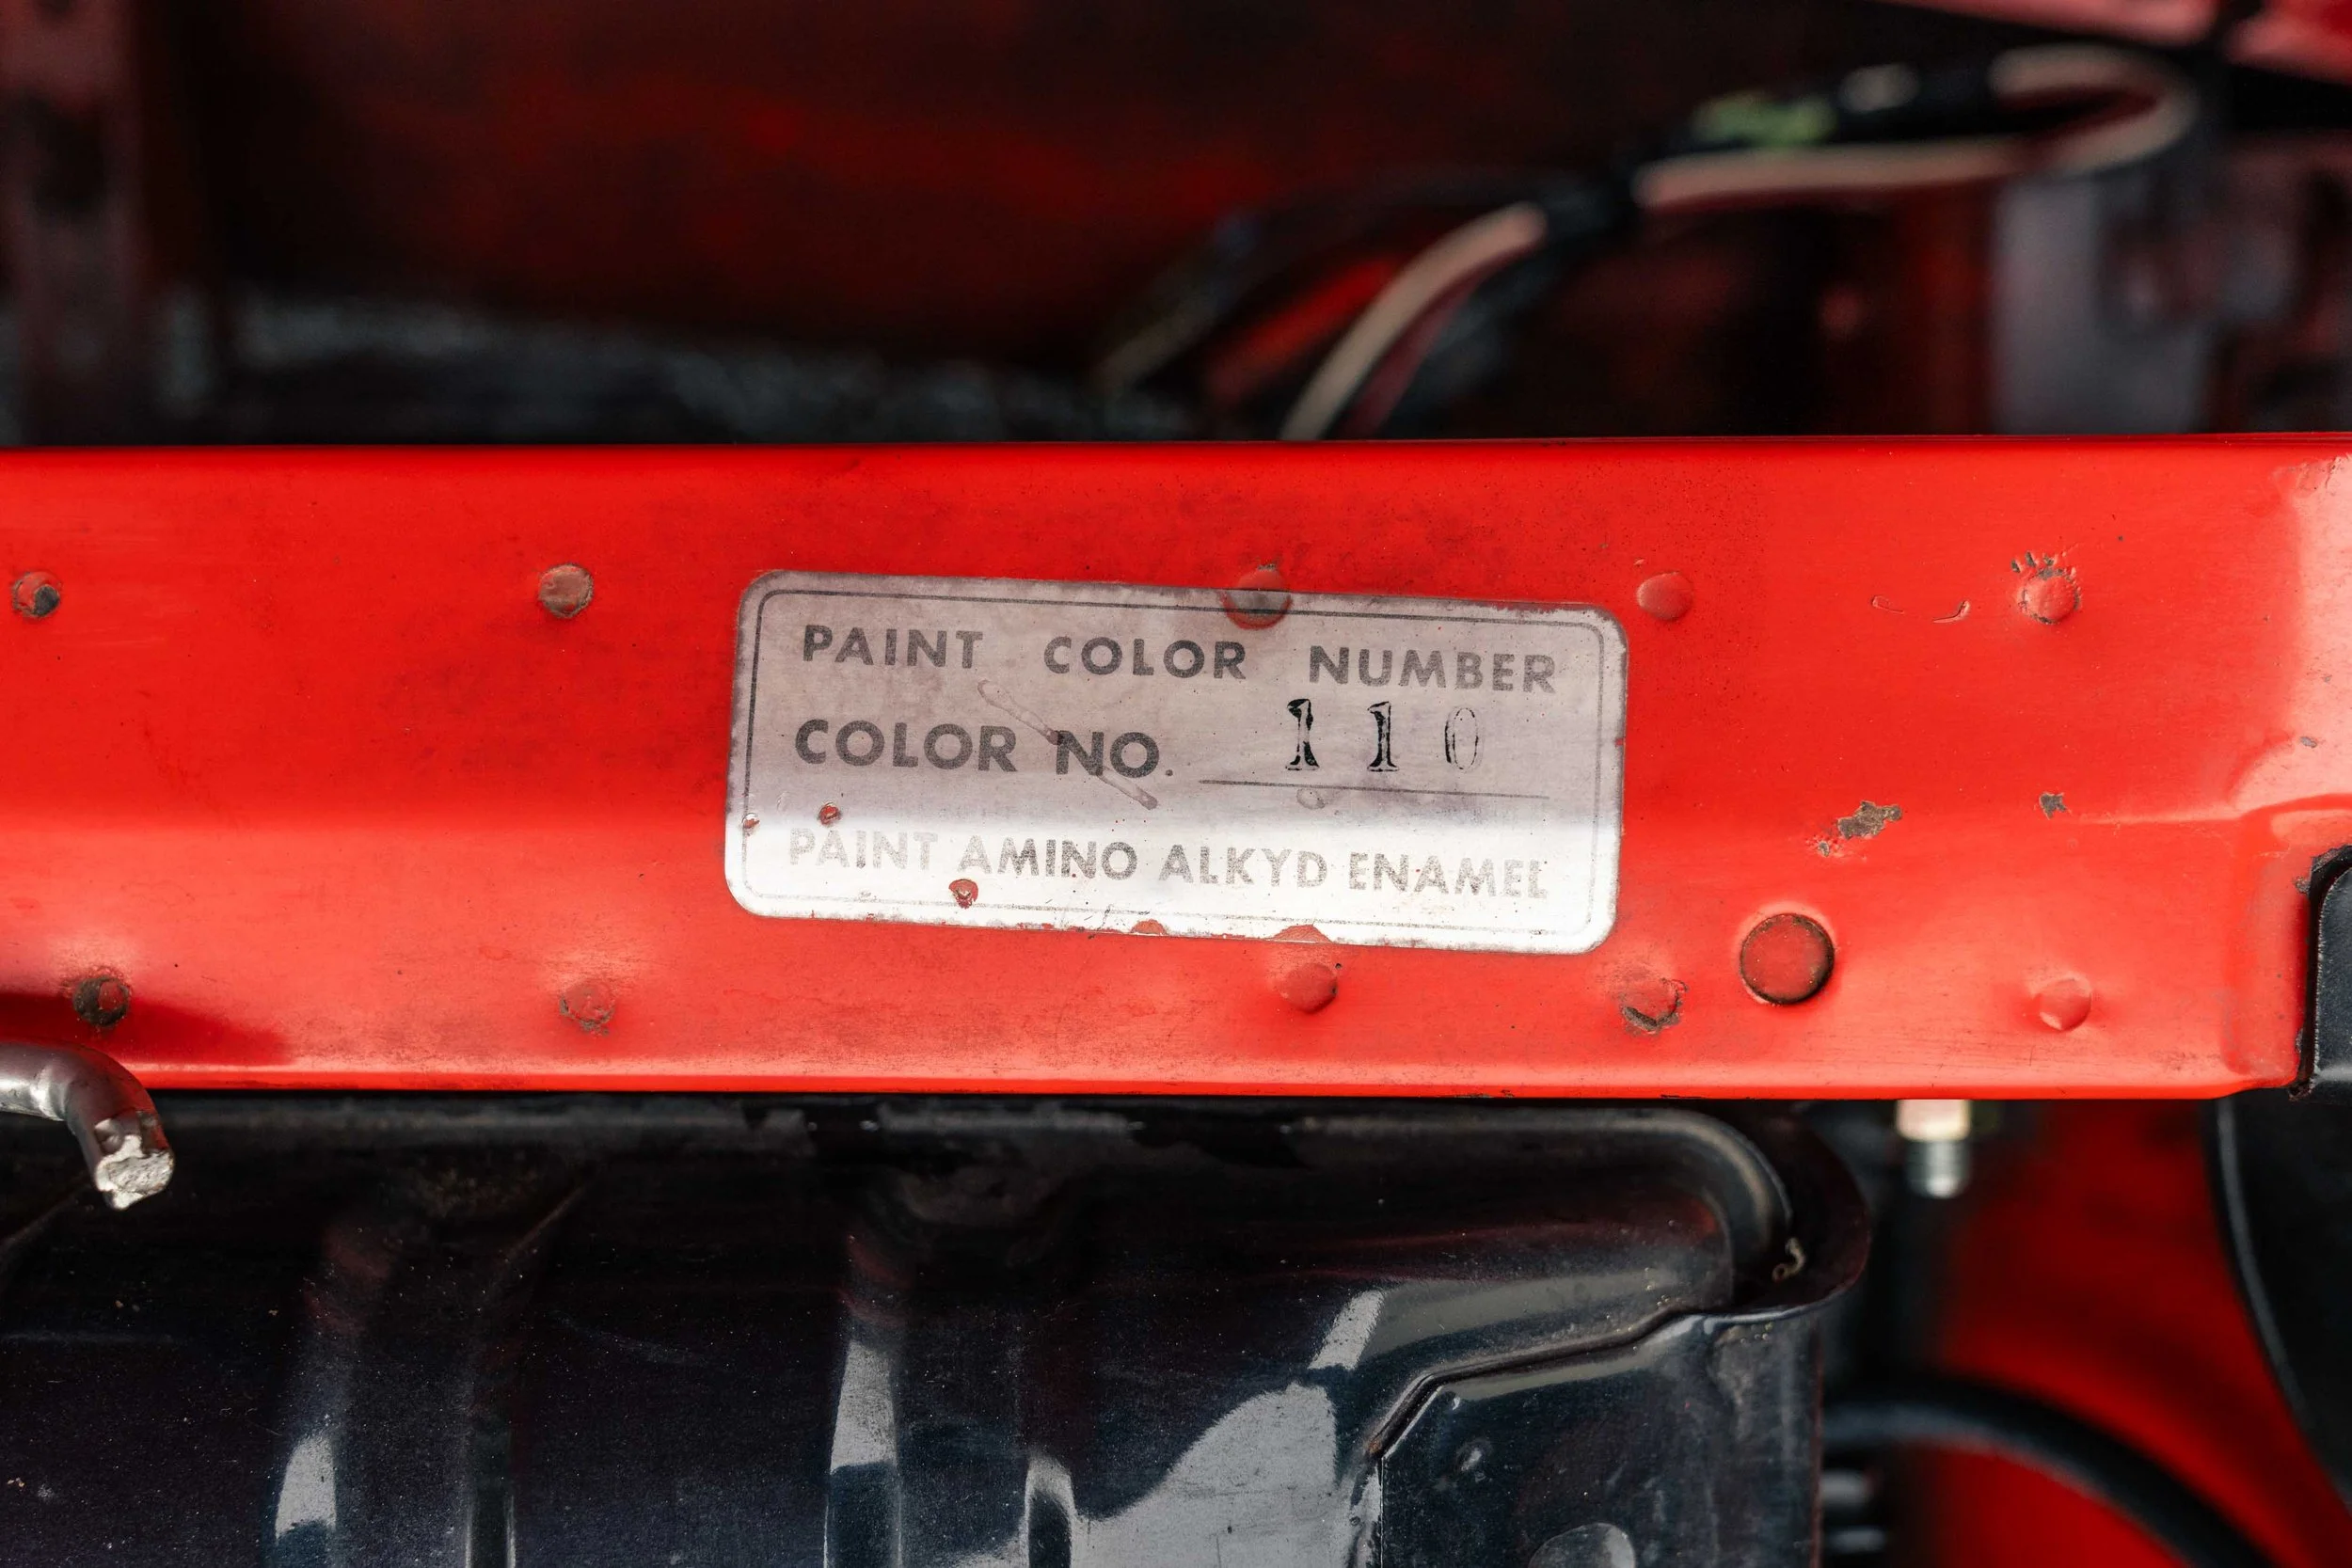 PAINT COLOR NUMBER
COLOR NO. 110
PAINT AMINO ALKYD ENAMEL